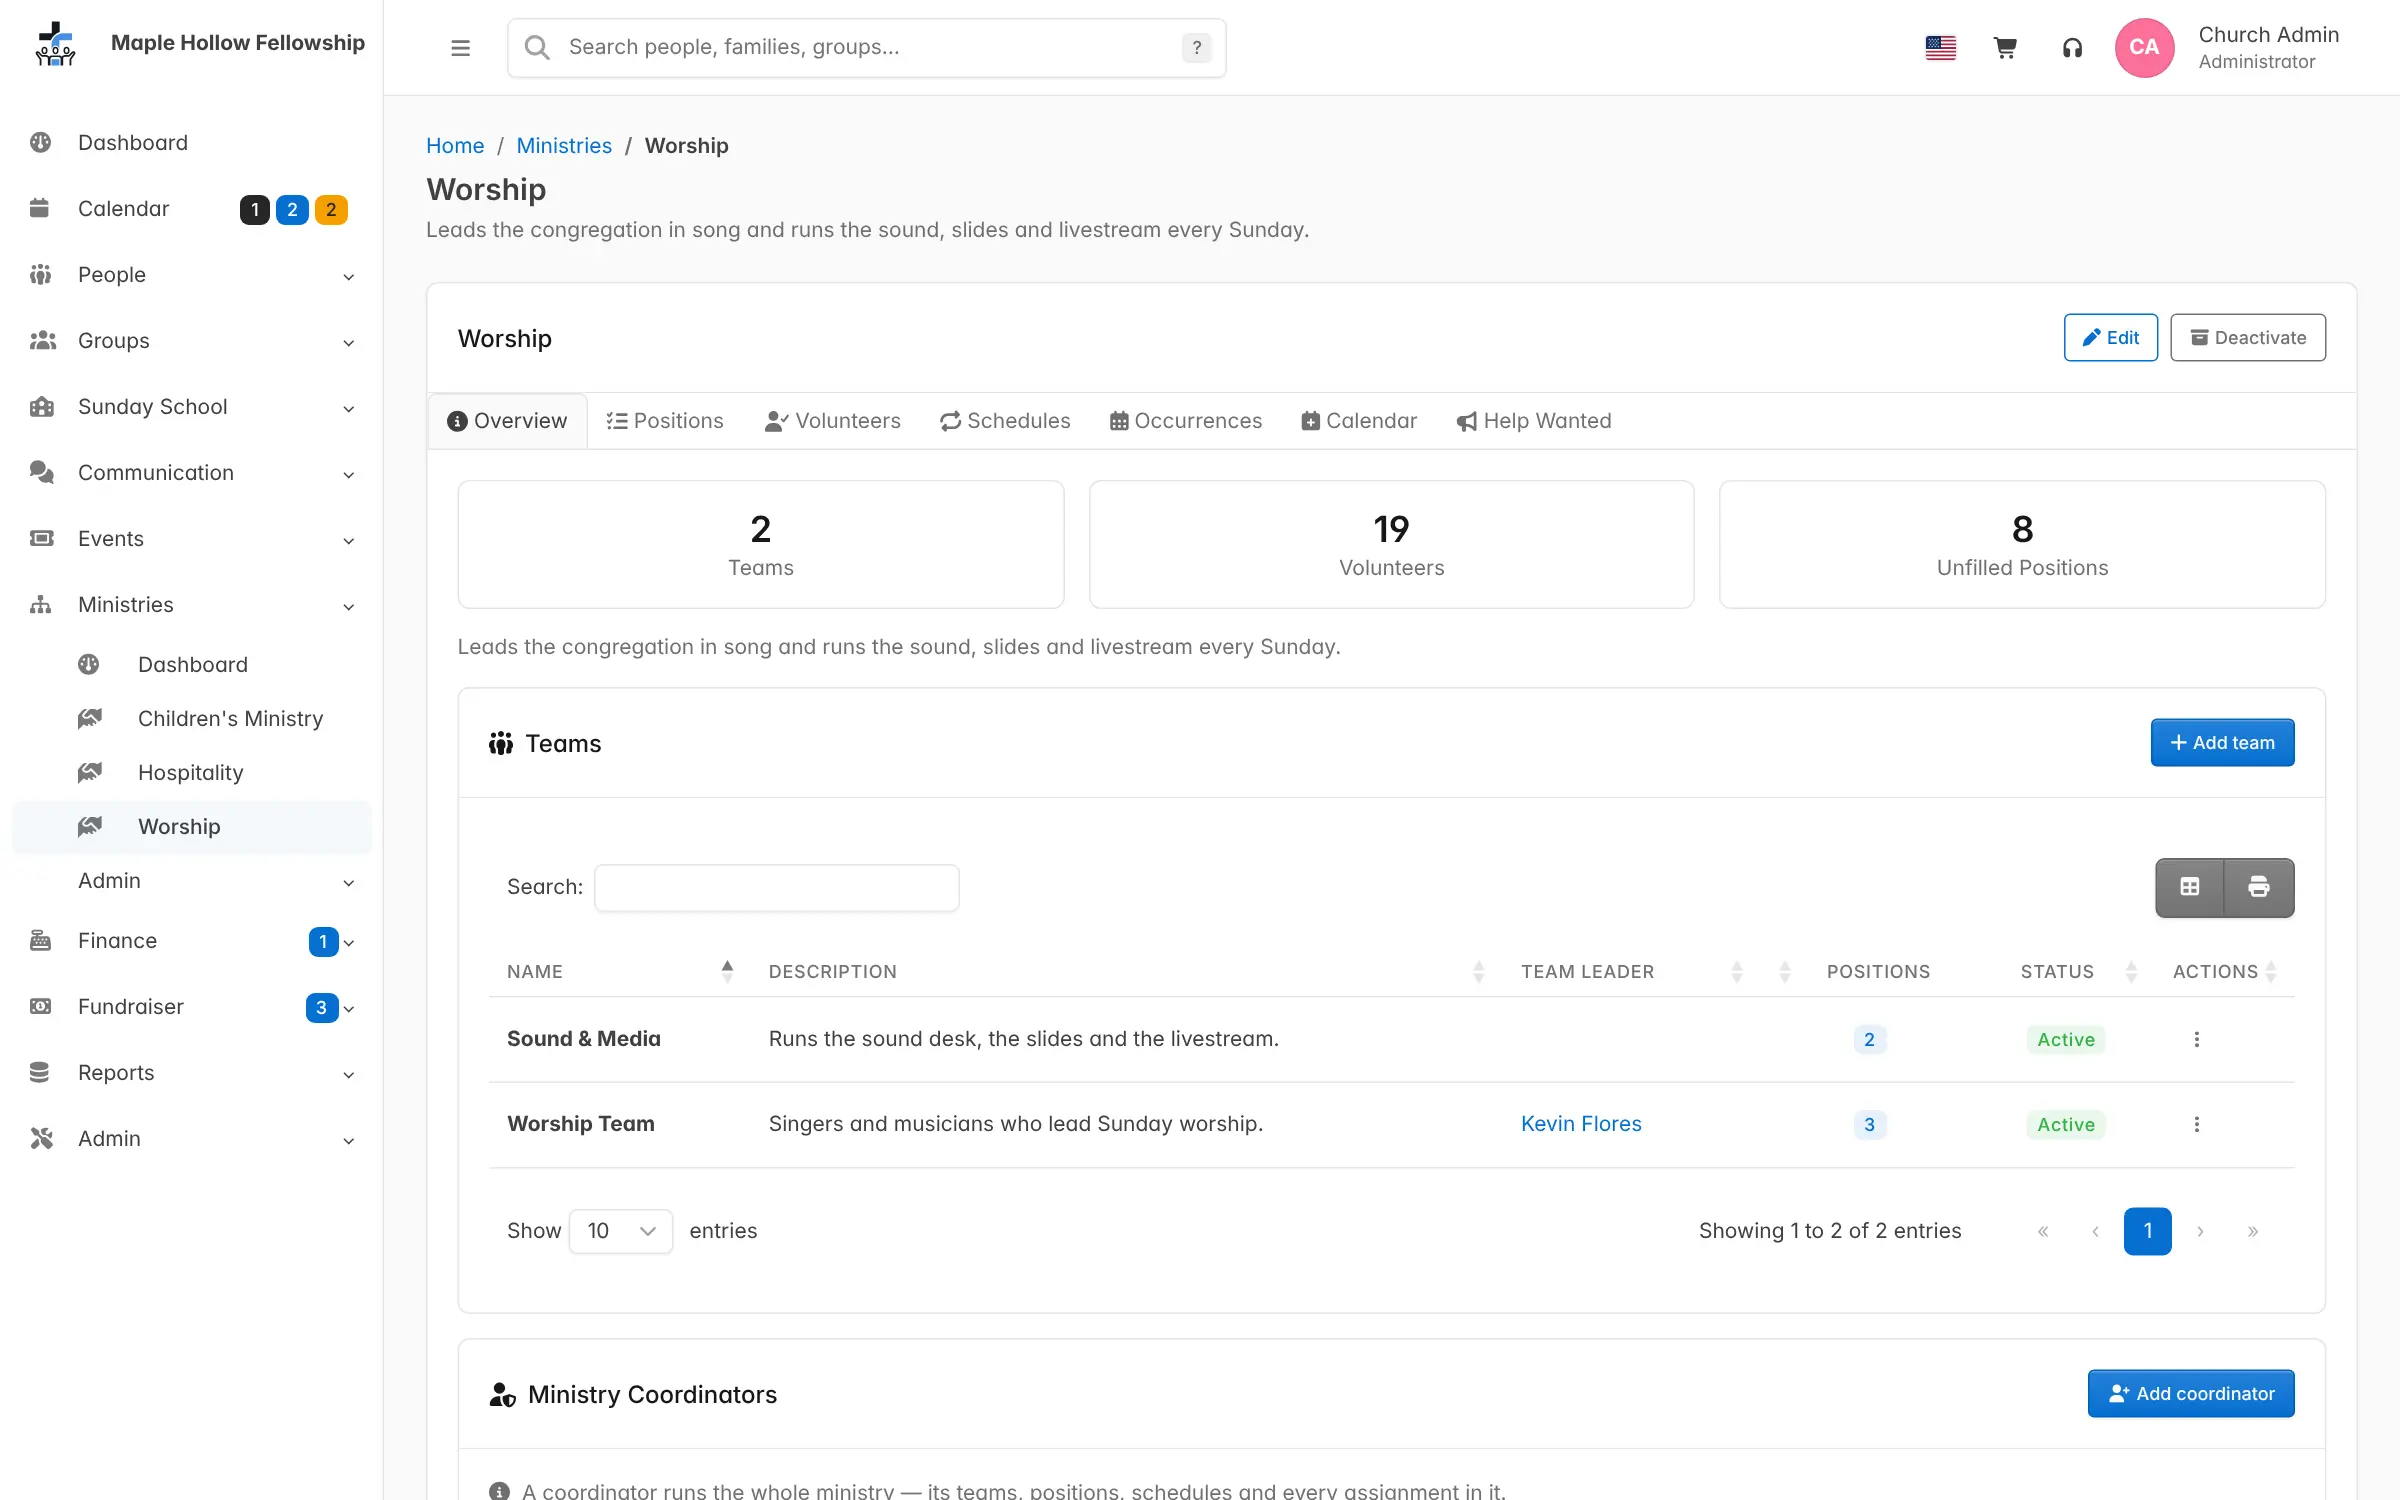 Maple Hollow Fellowship
Search people, families, groups...
?
CA
Church Admin
Administrator
Dashboard
Calendar
1
2
2
People
Groups
Sunday School
Communication
Events
Ministries
Dashboard
Children's Ministry
Hospitality
Worship
Admin
Finance
1
Fundraiser
3
Reports
Admin
Home / Ministries / Worship
Worship
Leads the congregation in song and runs the sound, slides and livestream every Sunday.
Worship
Edit
Deactivate
Overview
Positions
Volunteers
Schedules
Occurrences
Calendar
Help Wanted
2
Teams
19
Volunteers
8
Unfilled Positions
Leads the congregation in song and runs the sound, slides and livestream every Sunday.
Teams
+ Add team
Search:
NAME DESCRIPTION TEAM LEADER POSITIONS STATUS ACTIONS
Sound & Media Runs the sound desk, the slides and the livestream. 2 Active
Worship Team Singers and musicians who lead Sunday worship. Kevin Flores 3 Active
Show 10 entries
Showing 1 to 2 of 2 entries
« ‹ 1 › »
Ministry Coordinators
Add coordinator
A coordinator runs the whole ministry — its teams, positions, schedules and every assignment in it.